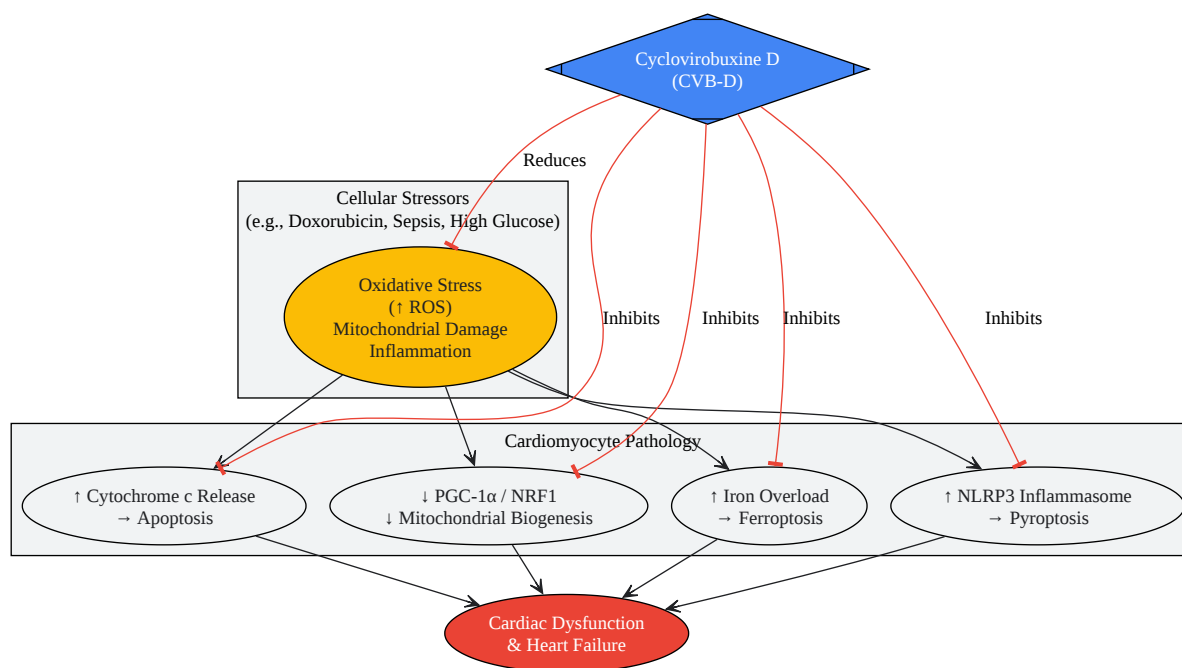 Cyclovirobuxine D
(CVB-D)
Reduces
Cellular Stressors
(e.g., Doxorubicin, Sepsis, High Glucose)
Oxidative Stress
(↑ ROS)
Mitochondrial Damage
Inflammation
Inhibits
Inhibits
Inhibits
Inhibits
Cardiomyocyte Pathology
↑ Cytochrome c Release
→ Apoptosis
↓ PGC-1α / NRF1
↓ Mitochondrial Biogenesis
↑ Iron Overload
→ Ferroptosis
↑ NLRP3 Inflammasome
→ Pyroptosis
Cardiac Dysfunction
& Heart Failure